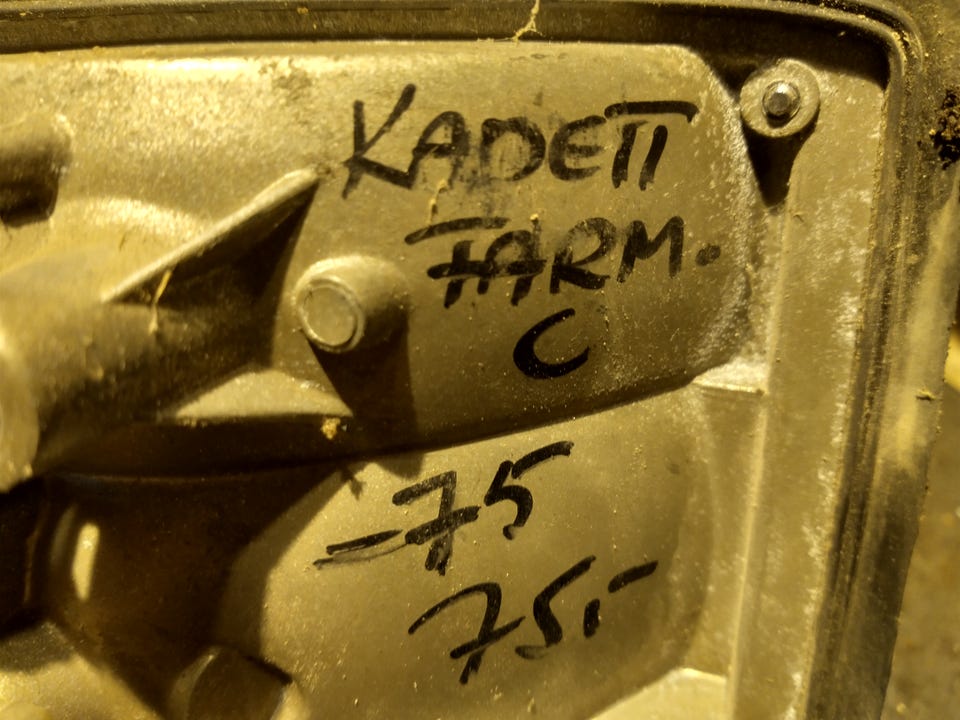 KADETT
FARM.
C
-75
75,-